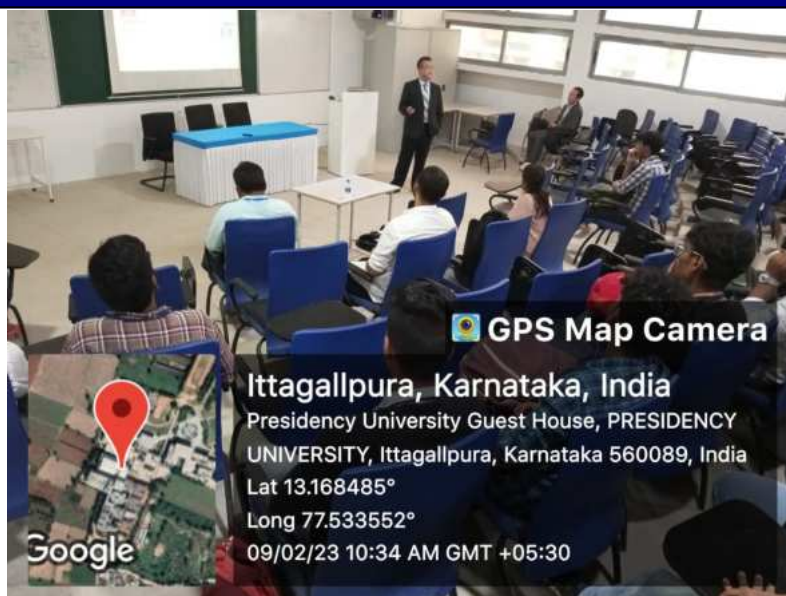 GPS Map Camera
Ittagallpura, Karnataka, India
Presidency University Guest House, PRESIDENCY
UNIVERSITY, Ittagallpura, Karnataka 560089, India
Lat 13.168485°
Long 77.533552°
09/02/23 10:34 AM GMT +05:30
Google